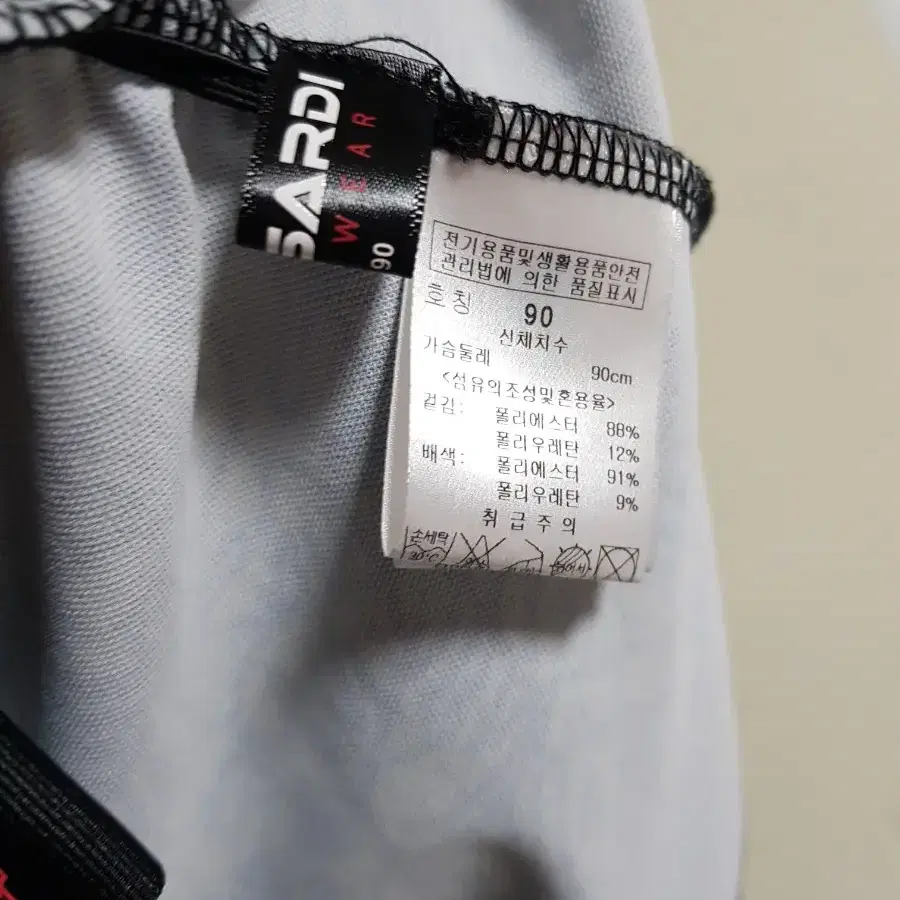 SARDI
WEAR
90
전기용품및생활용품안전
관리법에 의한 품질표시
호칭 90
신체치수
가슴둘레 90cm
<섬유의조성및혼용율>
겉감: 폴리에스터 88%
폴리우레탄 12%
배색: 폴리에스터 91%
폴리우레탄 9%
취급주의
손세탁
30°C